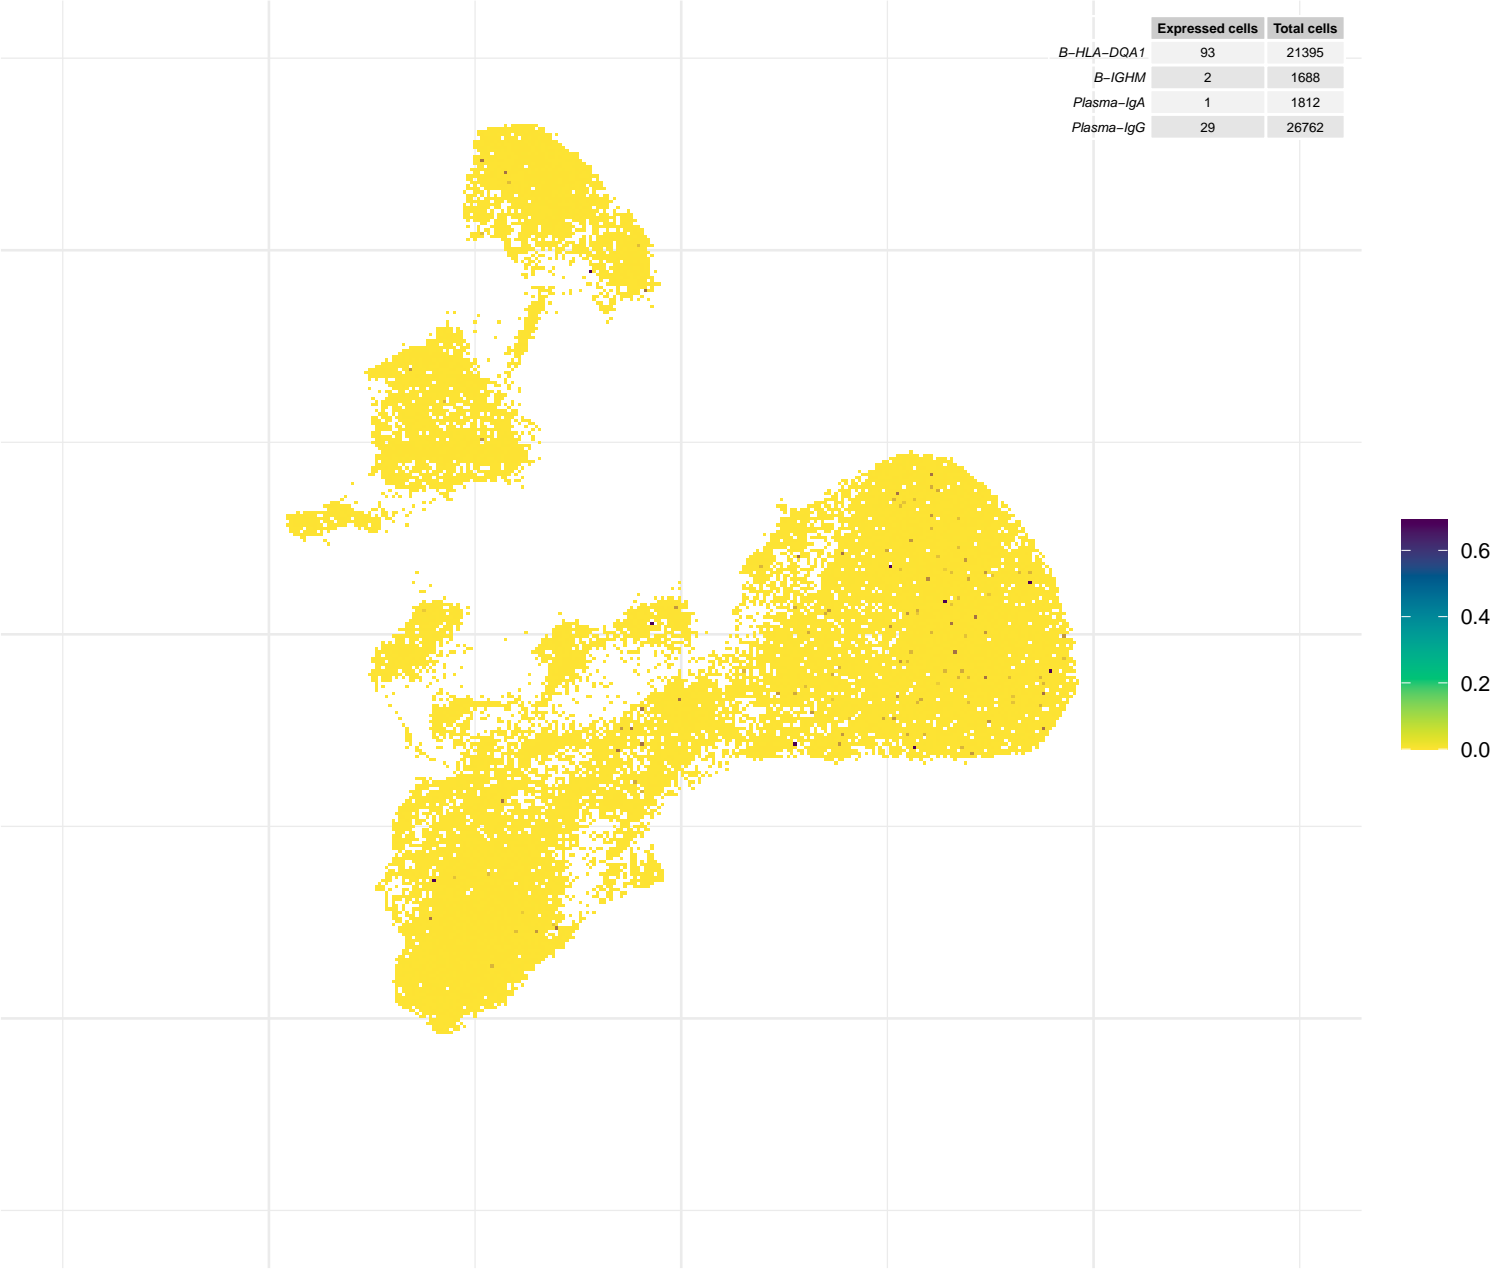 Expressed cells Total cells
B−HLA−DQA1 93 21395
B−IGHM 2 1688
Plasma−IgA 1 1812
Plasma−IgG 29 26762
0.6
0.4
0.2
0.0